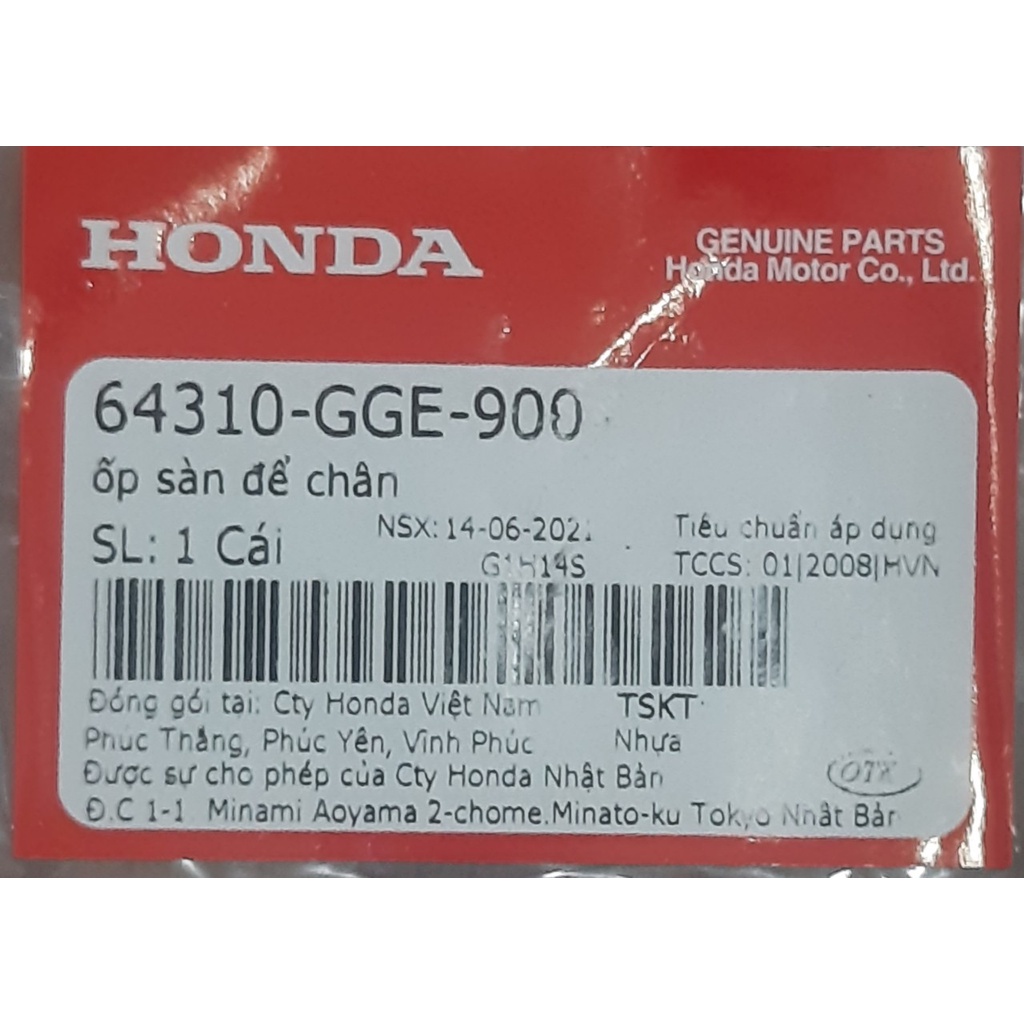 HONDA
GENUINE PARTS
Honda Motor Co., Ltd.
64310-GGE-900
ốp sàn để chân
SL: 1 Cái
NSX: 14-06-2021
G1H14S
Tiêu chuẩn áp dụng
TCCS: 01|2008|HVN
Đóng gói tại: Cty Honda Việt Nam
TSKT
Phúc Thắng, Phúc Yên, Vĩnh Phúc
Nhựa
Được sự cho phép của Cty Honda Nhật Bản
Đ.C 1-1 Minami Aoyama 2-chome.Minato-ku Tokyo Nhật Bản